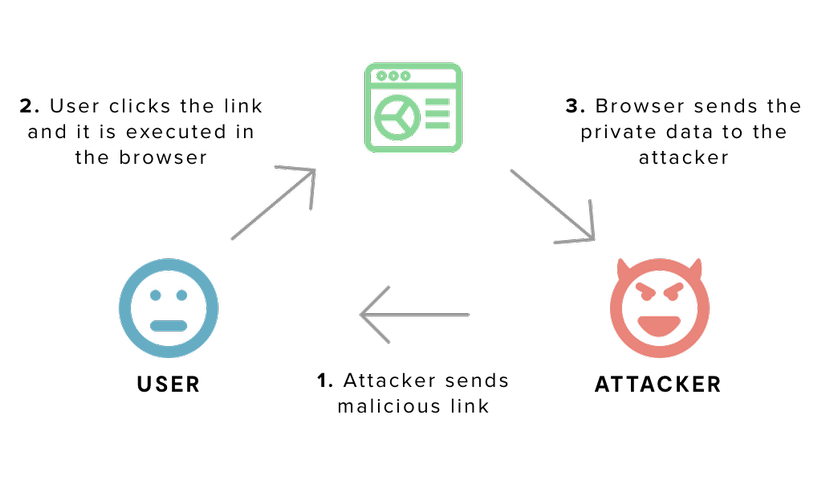 2. User clicks the link
and it is executed in
the browser
3. Browser sends the
private data to the
attacker
USER
1. Attacker sends
malicious link
ATTACKER